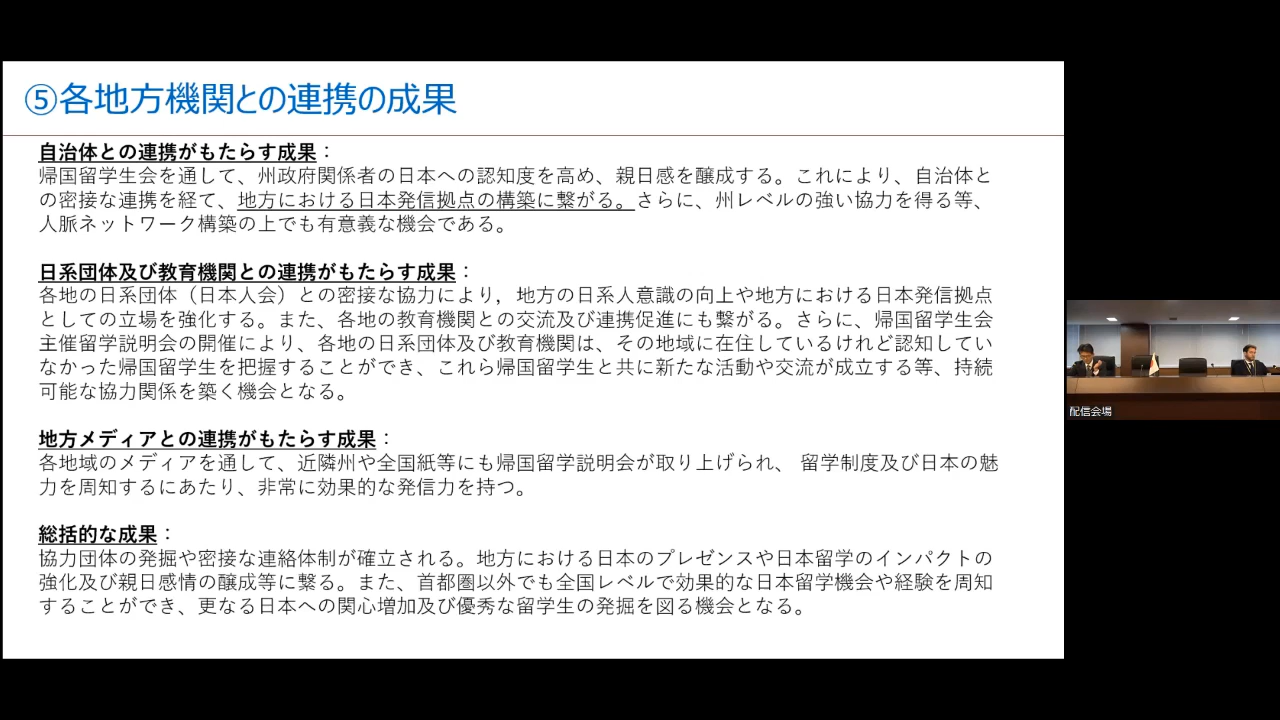 ⑤各地方機関との連携の成果
自治体との連携がもたらす成果：
帰国留学生会を通して、州政府関係者の日本への認知度を高め、親日感を醸成する。これにより、自治体と
の密接な連携を経て、地方における日本発信拠点の構築に繋がる。さらに、州レベルの強い協力を得る等、
人脈ネットワーク構築の上でも有意義な機会である。
日系団体及び教育機関との連携がもたらす成果：
各地の日系団体（日本人会）との密接な協力により，地方の日系人意識の向上や地方における日本発信拠点
としての立場を強化する。また、各地の教育機関との交流及び連携促進にも繋がる。さらに、帰国留学生会
主催留学説明会の開催により、各地の日系団体及び教育機関は、その地域に在住しているけれど認知してい
なかった帰国留学生を把握することができ、これら帰国留学生と共に新たな活動や交流が成立する等、持続
可能な協力関係を築く機会となる。
地方メディアとの連携がもたらす成果：
各地域のメディアを通して、近隣州や全国紙等にも帰国留学説明会が取り上げられ、 留学制度及び日本の魅
力を周知するにあたり、非常に効果的な発信力を持つ。
総括的な成果：
協力団体の発掘や密接な連絡体制が確立される。地方における日本のプレゼンスや日本留学のインパクトの
強化及び親日感情の醸成等に繋る。また、首都圏以外でも全国レベルで効果的な日本留学機会や経験を周知
することができ、更なる日本への関心増加及び優秀な留学生の発掘を図る機会となる。
配信会場